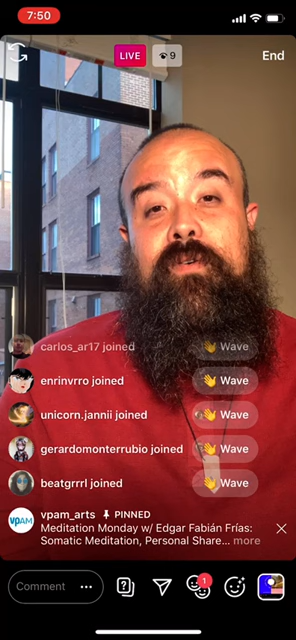 7:50
LIVE 9 End
carlos_ar17 joined Wave
enrinvrro joined Wave
unicorn.jannii joined Wave
gerardomonterrubio joined Wave
beatgrrrl joined Wave
VPAM
vpam_arts PINNED
Meditation Monday w/ Edgar Fabián Frías:
Somatic Meditation, Personal Share... more
Comment
1